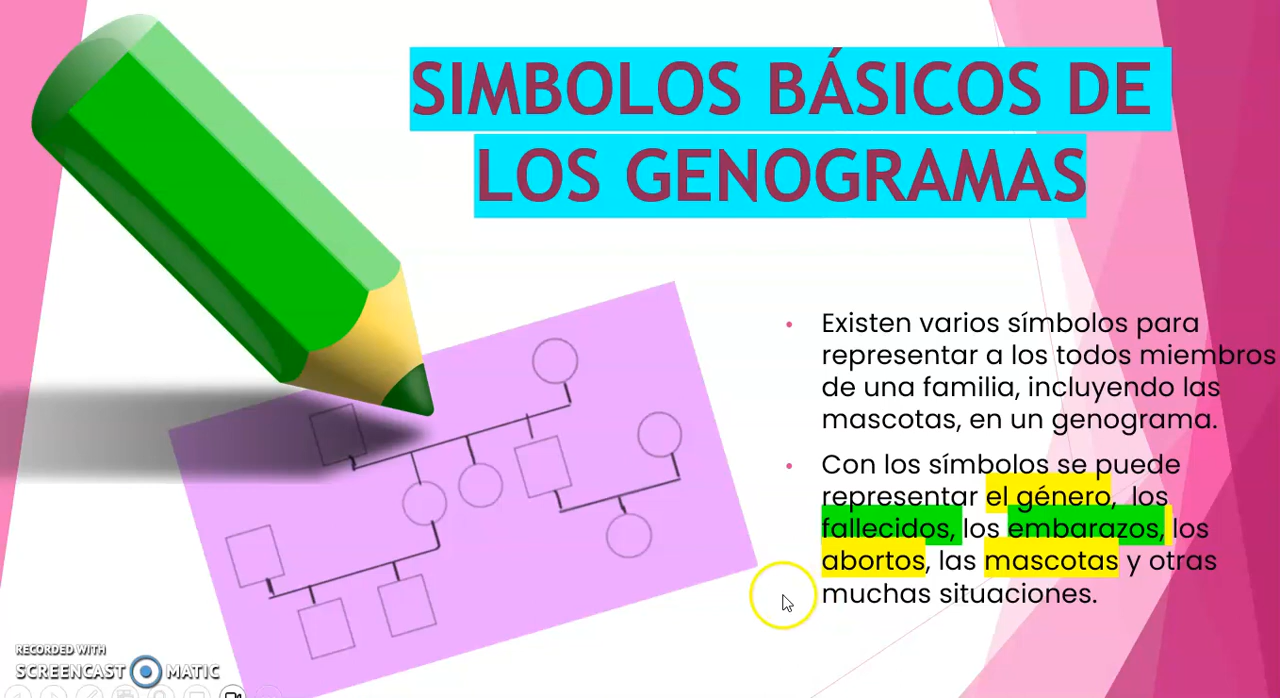 SIMBOLOS BÁSICOS DE
LOS GENOGRAMAS
• Existen varios símbolos para
representar a los todos miembros
de una familia, incluyendo las
mascotas, en un genograma.
• Con los símbolos se puede
representar el género, los
fallecidos, los embarazos, los
abortos, las mascotas y otras
muchas situaciones.
RECORDED WITH
SCREENCAST MATIC